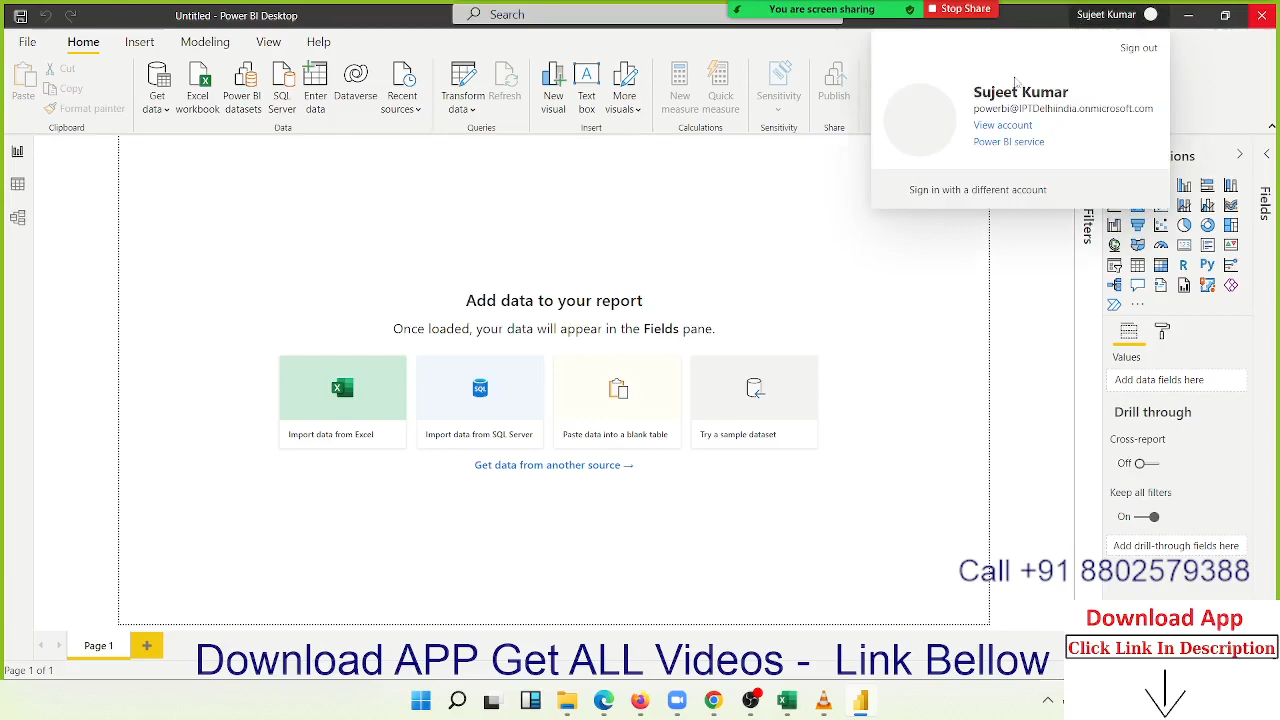 Untitled - Power BI Desktop
Search
You are screen sharing
Stop Share
Sujeet Kumar
File
Home
Insert
Modeling
View
Help
Sign out
Paste
Cut
Copy
Format painter
Get data
Excel workbook
Power BI datasets
SQL Server
Enter data
Dataverse
Recent sources
Transform data
Refresh
New visual
Text box
More visuals
New measure
Quick measure
Sensitivity
Publish
Clipboard
Data
Queries
Insert
Calculations
Sensitivity
Share
Sujeet Kumar
powerbi@IPTDelhiindia.onmicrosoft.com
View account
Power BI service
Sign in with a different account
ions
Filters
Fields
R
Py
Add data to your report
Once loaded, your data will appear in the Fields pane.
SQL
Import data from Excel
Import data from SQL Server
Paste data into a blank table
Try a sample dataset
Get data from another source →
Values
Add data fields here
Drill through
Cross-report
Off
Keep all filters
On
Add drill-through fields here
Call +91 8802579388
Download App
Click Link In Description
Page 1
Download APP Get ALL Videos - Link Bellow
Page 1 of 1